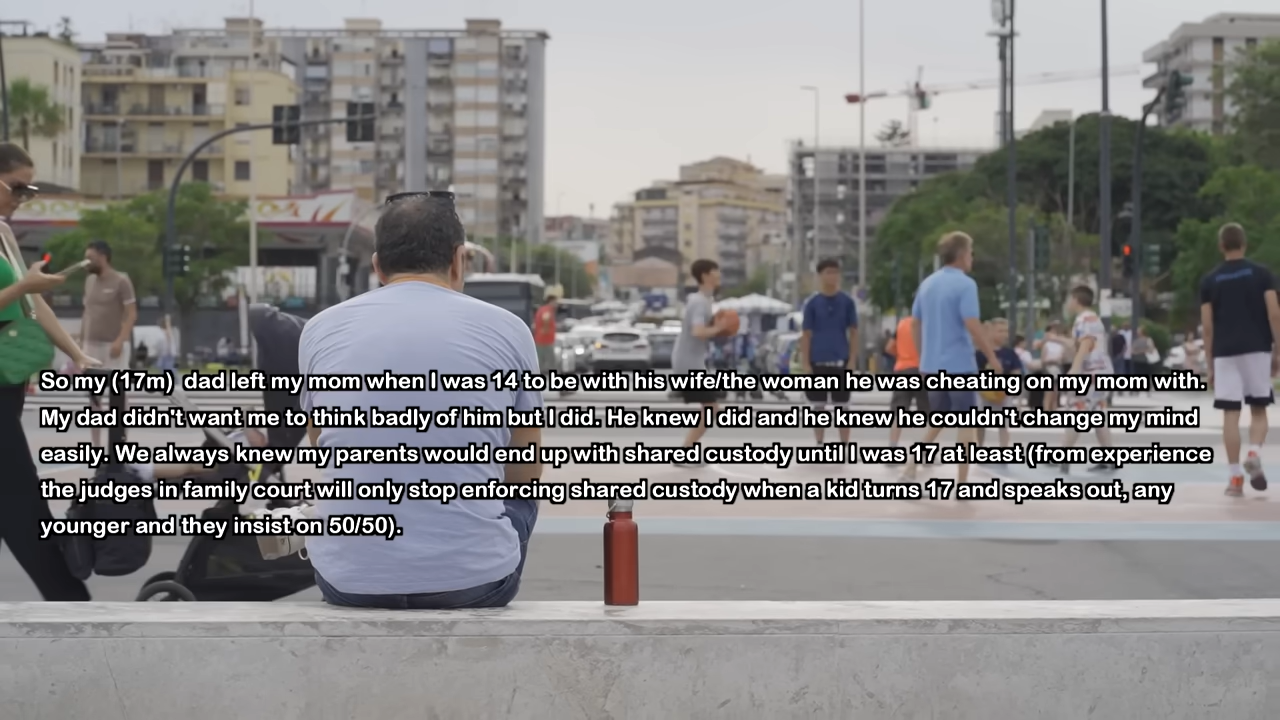 So my (17m)  dad left my mom when I was 14 to be with his wife/the woman he was cheating on my mom with.
My dad didn't want me to think badly of him but I did. He knew I did and he knew he couldn't change my mind
easily. We always knew my parents would end up with shared custody until I was 17 at least (from experience
the judges in family court will only stop enforcing shared custody when a kid turns 17 and speaks out, any
younger and they insist on 50/50).